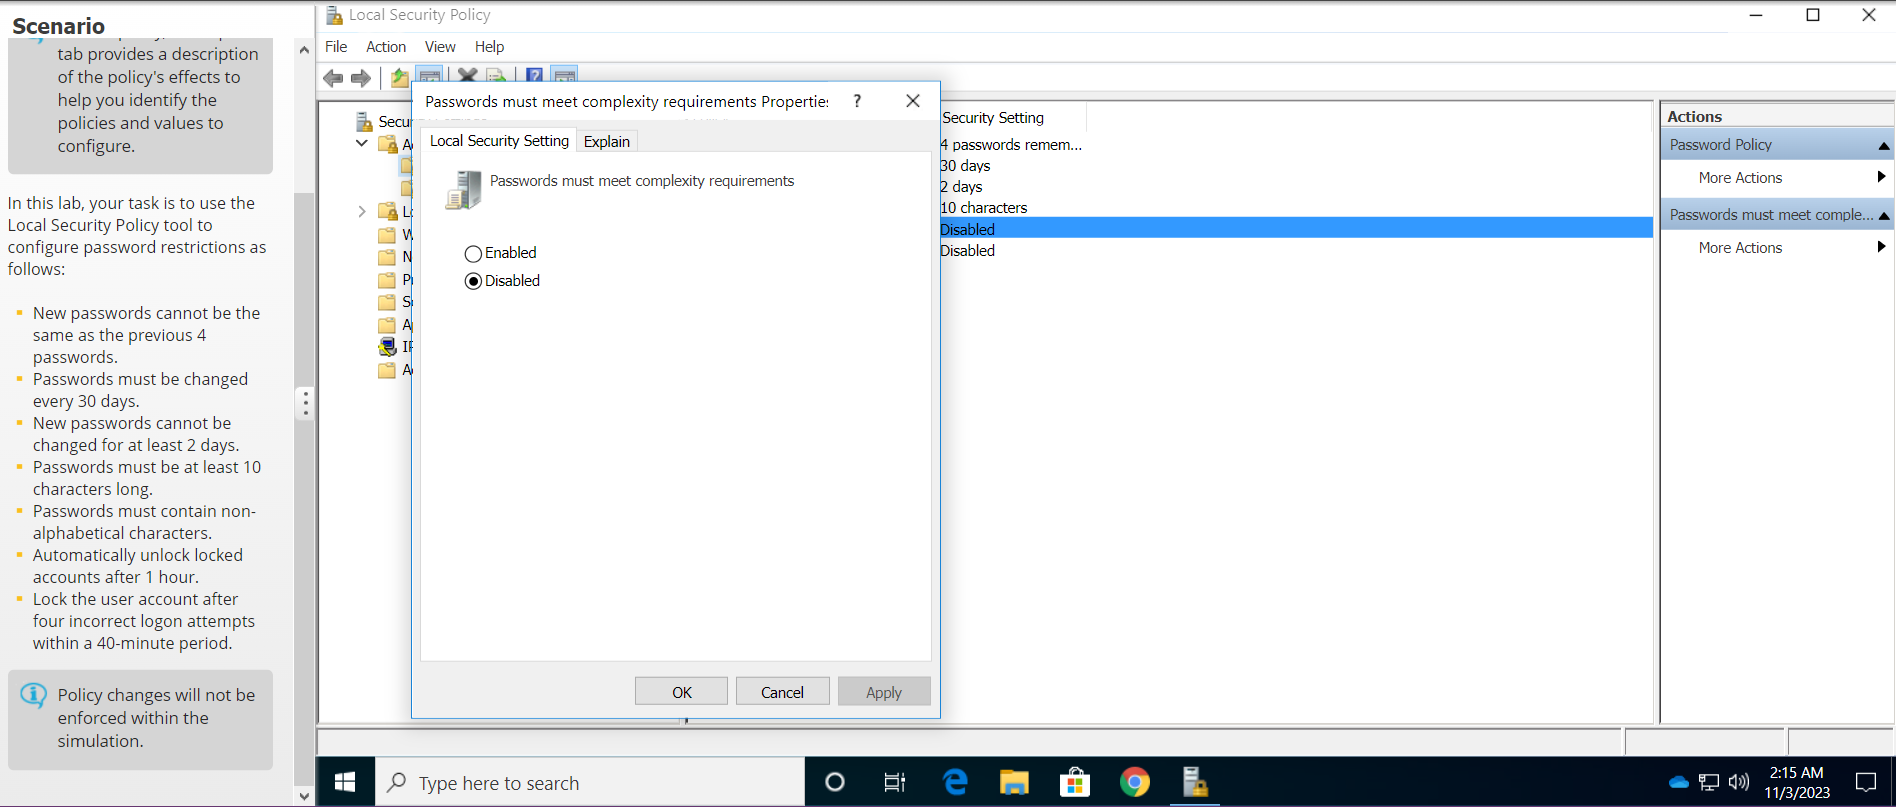 Scenario
tab provides a description
of the policy's effects to
help you identify the
policies and values to
configure.
In this lab, your task is to use the
Local Security Policy tool to
configure password restrictions as
follows:
New passwords cannot be the
same as the previous 4
passwords.
Passwords must be changed
every 30 days.
New passwords cannot be
changed for at least 2 days.
Passwords must be at least 10
characters long.
Passwords must contain non-
alphabetical characters.
Automatically unlock locked
accounts after 1 hour.
Lock the user account after
four incorrect logon attempts
within a 40-minute period.
Policy changes will not be
enforced within the
simulation.
Local Security Policy
File Action View Help
Passwords must meet complexity requirements Properties
?
Local Security Setting Explain
Passwords must meet complexity requirements
Enabled
Disabled
OK Cancel Apply
Security Setting
4 passwords remem...
30 days
2 days
10 characters
Disabled
Disabled
Actions
Password Policy
More Actions
Passwords must meet comple...
More Actions
Type here to search
2:15 AM
11/3/2023